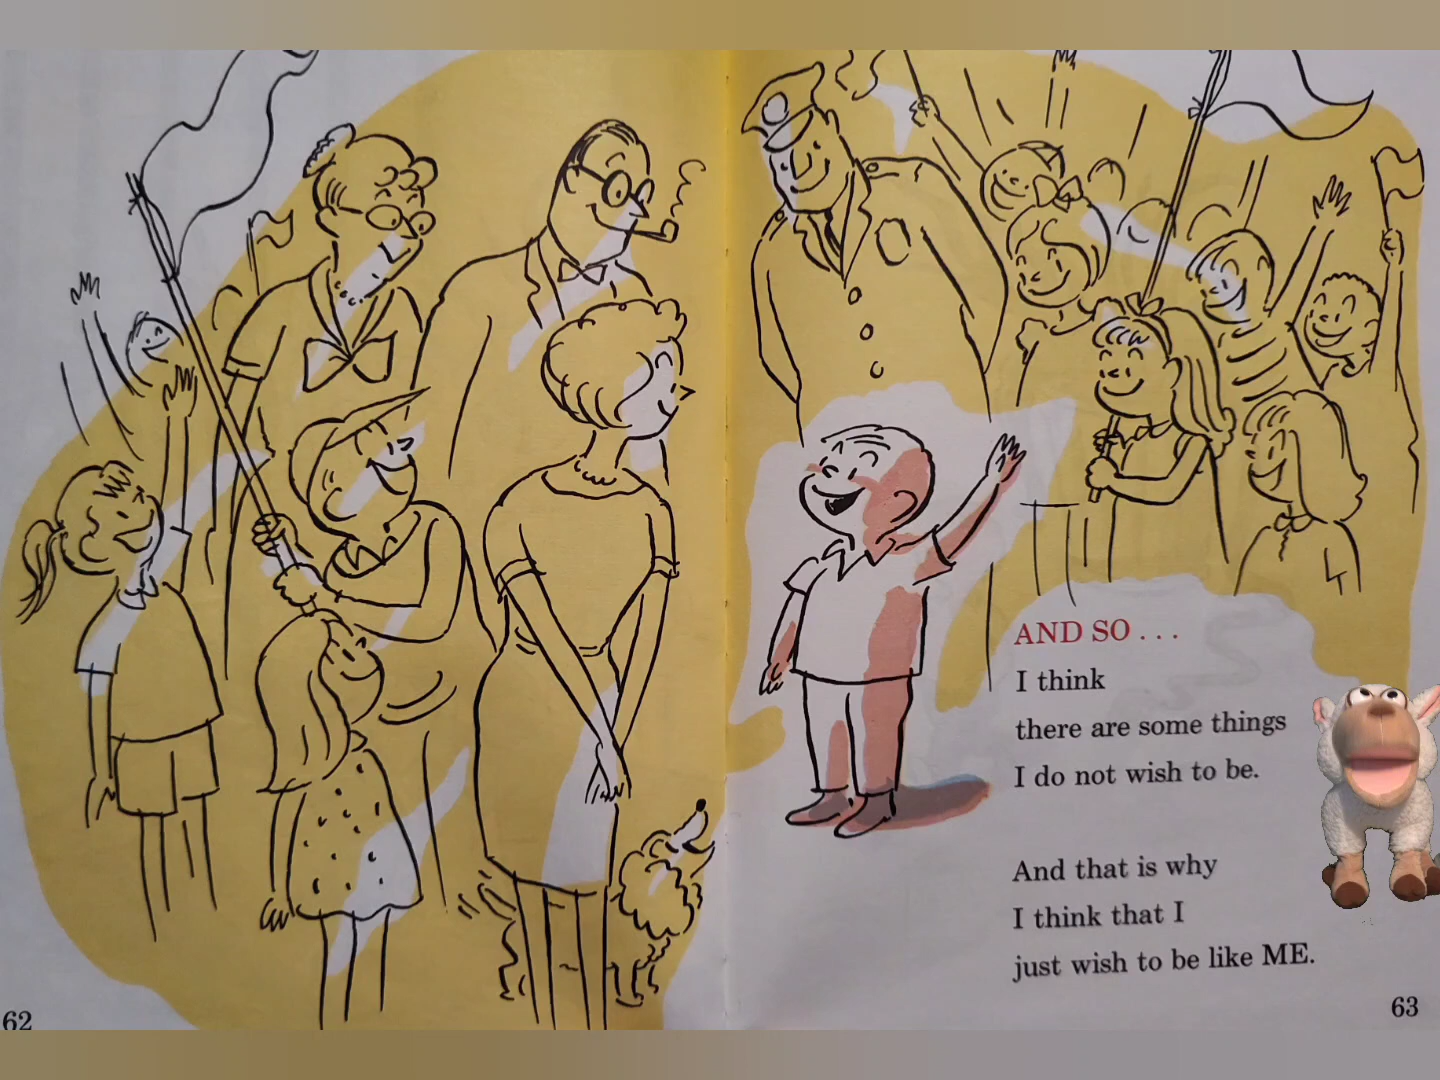 AND SO . . .
I think
there are some things
I do not wish to be.
And that is why
I think that I
just wish to be like ME.
62
63